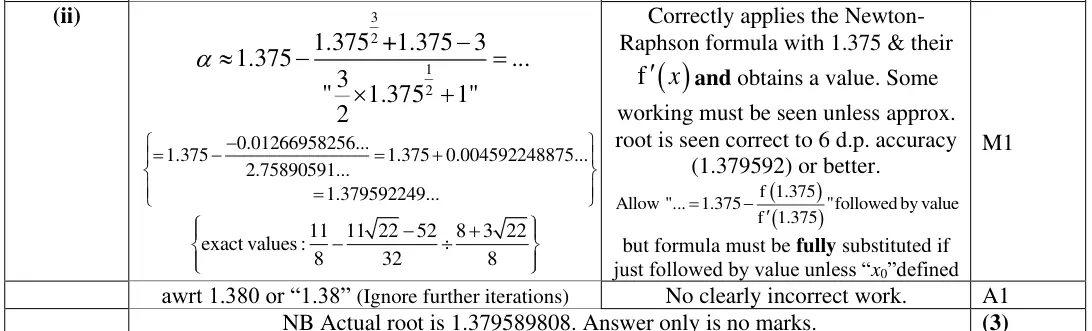 (ii)
α ≈ 1.375 − (1.375^(3/2) + 1.375 − 3) / ("3/2 × 1.375^(1/2) + 1") = ...
{= 1.375 − (−0.01266958256...) / (2.75890591...) = 1.375 + 0.004592248875...
= 1.379592249...}
{exact values : 11/8 − (11√22 − 52)/32 ÷ (8 + 3√22)/8}
Correctly applies the Newton-
Raphson formula with 1.375 & their
f′(x) and obtains a value. Some
working must be seen unless approx.
root is seen correct to 6 d.p. accuracy
(1.379592) or better.
Allow "... = 1.375 − f(1.375)/f′(1.375)" followed by value
but formula must be fully substituted if
just followed by value unless “x₀”defined
M1
awrt 1.380 or “1.38” (Ignore further iterations)
No clearly incorrect work.
A1
NB Actual root is 1.379589808. Answer only is no marks.
(3)